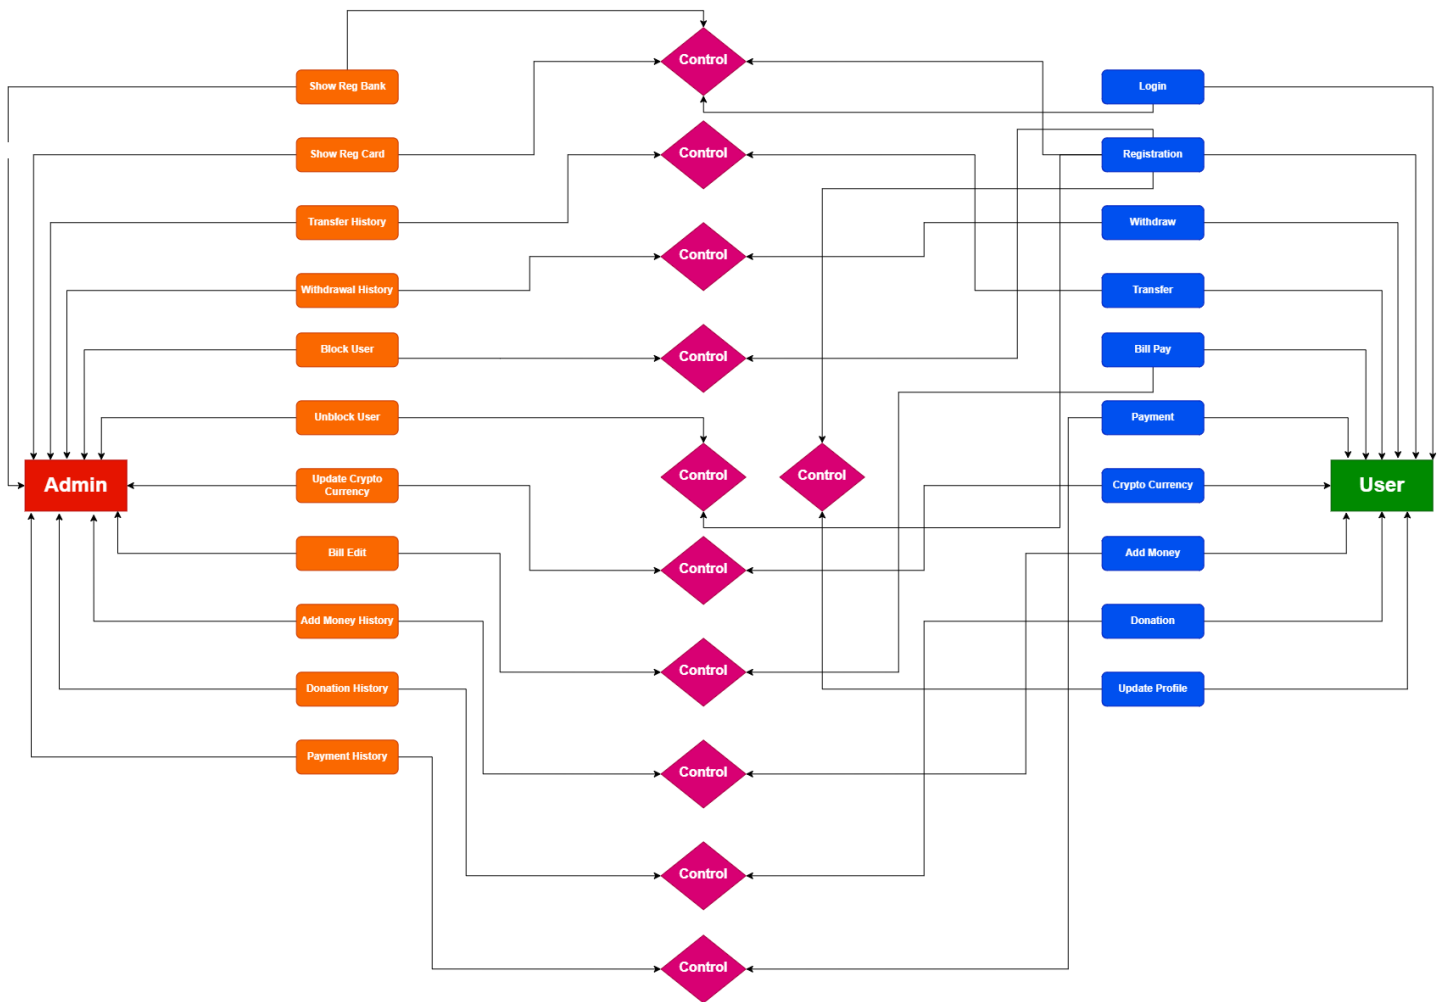 Control
Show Reg Bank
Login
Show Reg Card
Control
Registration
Transfer History
Withdraw
Control
Withdrawal History
Transfer
Block User
Control
Bill Pay
Unblock User
Payment
Admin
Update Crypto
Currency
Control
Control
Crypto Currency
User
Bill Edit
Control
Add Money
Add Money History
Donation
Control
Donation History
Update Profile
Payment History
Control
Control
Control